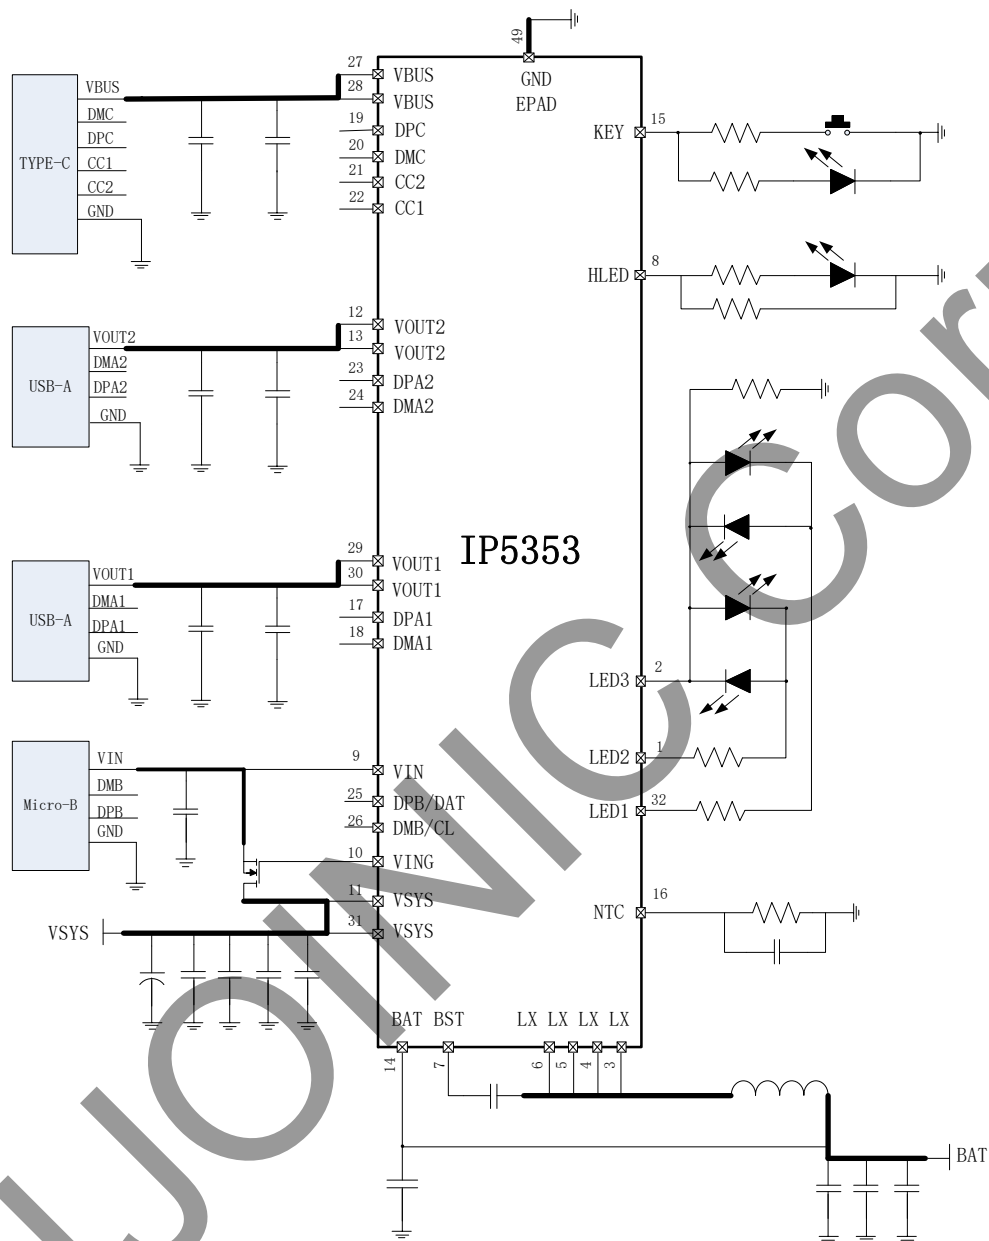 49
GND
EPAD
TYPE-C
VBUS
DMC
DPC
CC1
CC2
GND
27
VBUS
28
VBUS
19
DPC
20
DMC
21
CC2
22
CC1
15
KEY
8
HLED
USB-A
VOUT2
DMA2
DPA2
GND
12
VOUT2
13
VOUT2
23
DPA2
24
DMA2
IP5353
USB-A
VOUT1
DMA1
DPA1
GND
29
VOUT1
30
VOUT1
17
DPA1
18
DMA1
2
LED3
1
LED2
32
LED1
Micro-B
VIN
DMB
DPB
GND
9
VIN
25
DPB/DAT
26
DMB/CL
10
VING
11
VSYS
31
VSYS
VSYS
16
NTC
BAT BST LX LX LX LX
14 7 6 5 4 3
BAT